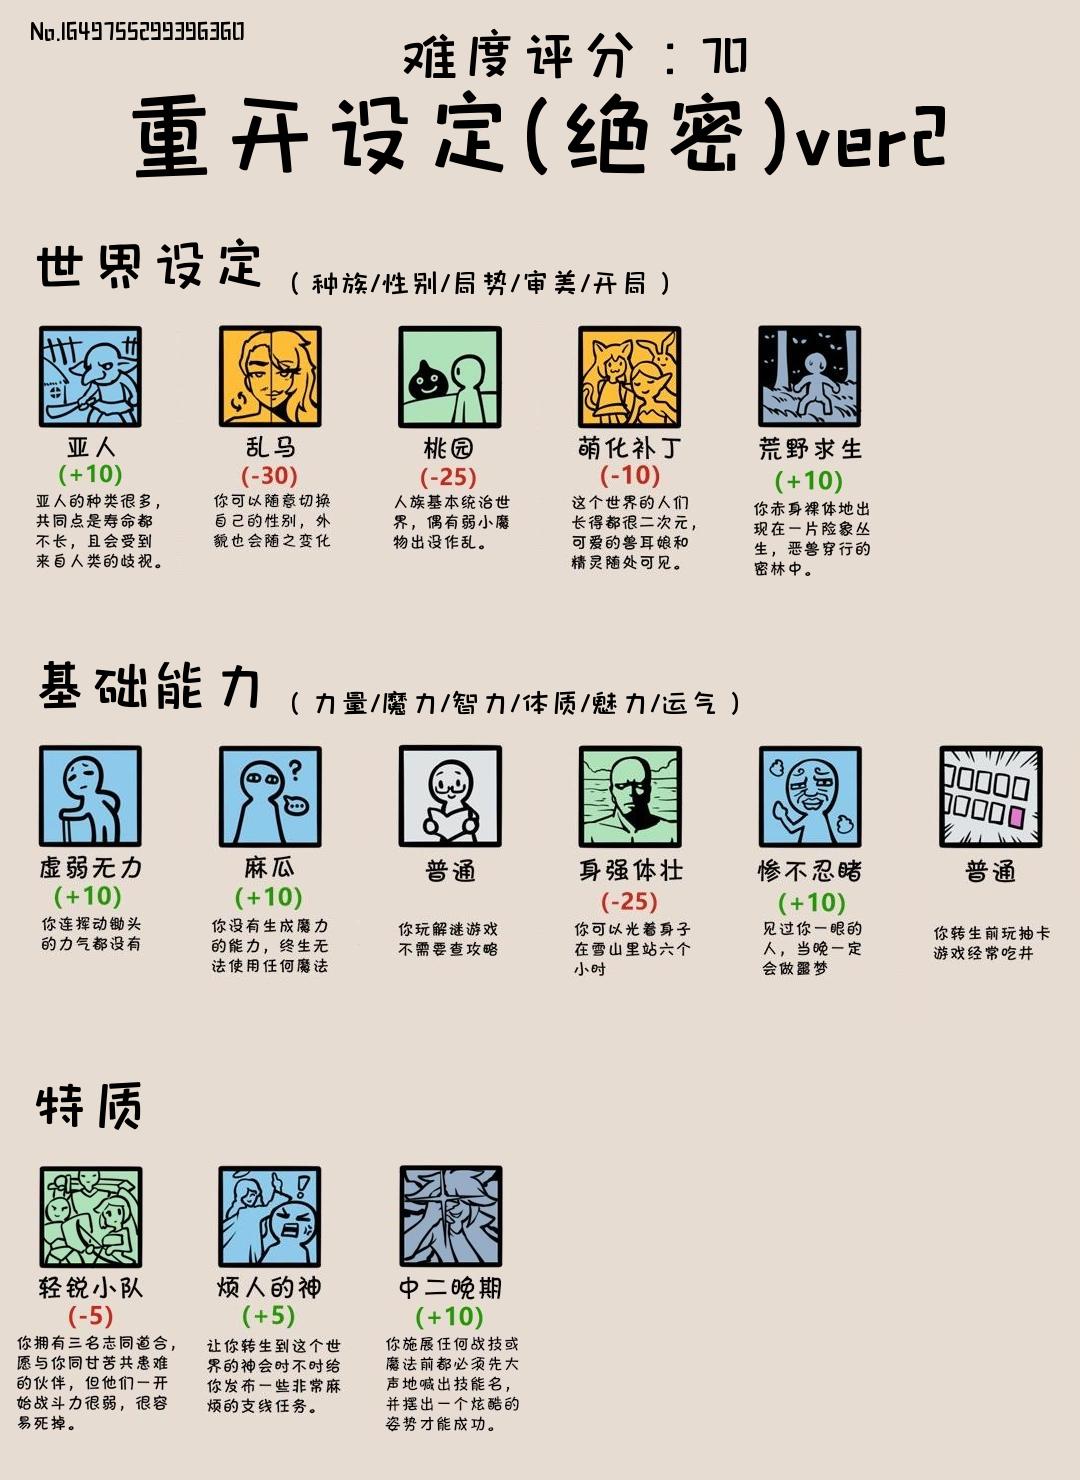 No.1649755299396360
难度评分：70
重开设定(绝密)ver2
世界设定（种族/性别/局势/审美/开局）
亚人
(+10)
亚人的种类很多，
共同点是寿命都
不长，且会受到
来自人类的歧视。
乱马
(-30)
你可以随意切换
自己的性别，外
貌也会随之变化
桃园
(-25)
人族基本统治世
界，偶有弱小魔
物出没作乱。
萌化补丁
(-10)
这个世界的人们
长得都很二次元，
可爱的兽耳娘和
精灵随处可见。
荒野求生
(+10)
你赤身裸体地出
现在一片险象丛
生，恶兽穿行的
密林中。
基础能力（力量/魔力/智力/体质/魅力/运气）
虚弱无力
(+10)
你连挥动锄头
的力气都没有
麻瓜
(+10)
你没有生成魔力
的能力，终生无
法使用任何魔法
普通
你玩解谜游戏
不需要查攻略
身强体壮
(-25)
你可以光着身子
在雪山里站六个
小时
惨不忍睹
(+10)
见过你一眼的
人，当晚一定
会做噩梦
普通
你转生前玩抽卡
游戏经常吃井
特质
轻锐小队
(-5)
你拥有三名志同道合，
愿与你同甘苦共患难
的伙伴，但他们一开
始战斗力很弱，很容
易死掉。
烦人的神
(+5)
让你转生到这个世
界的神会时不时给
你发布一些非常麻
烦的支线任务。
中二晚期
(+10)
你施展任何战技或
魔法前都必须先大
声地喊出技能名，
并摆出一个炫酷的
姿势才能成功。